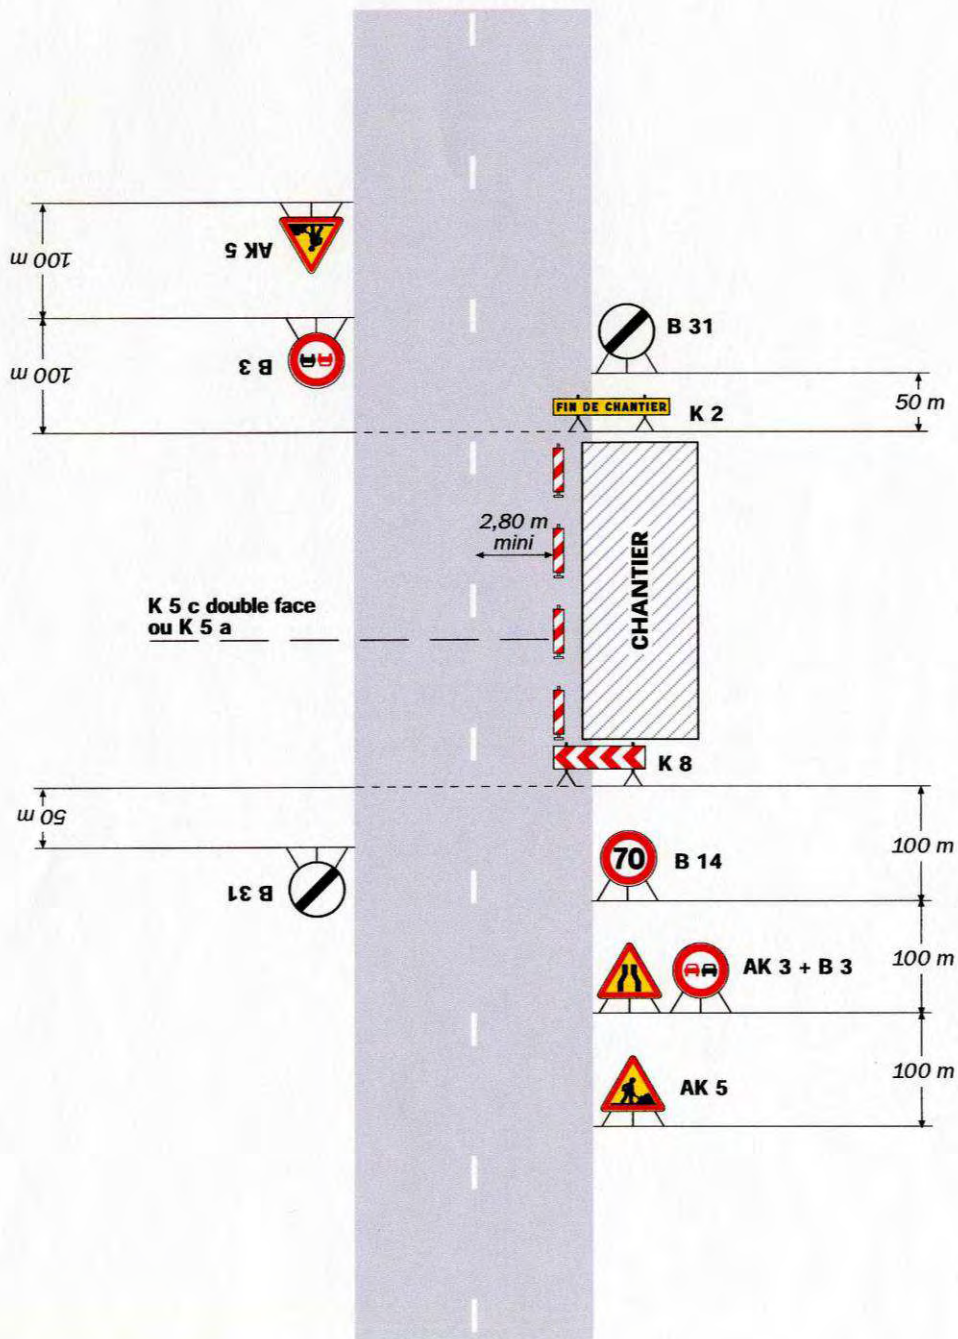 100 m
AK 5
100 m
B 3
B 31
50 m
FIN DE CHANTIER
K 2
2,80 m
mini
CHANTIER
K 5 c double face
ou K 5 a
K 8
50 m
B 31
70
B 14
100 m
AK 3 + B 3
100 m
AK 5
100 m